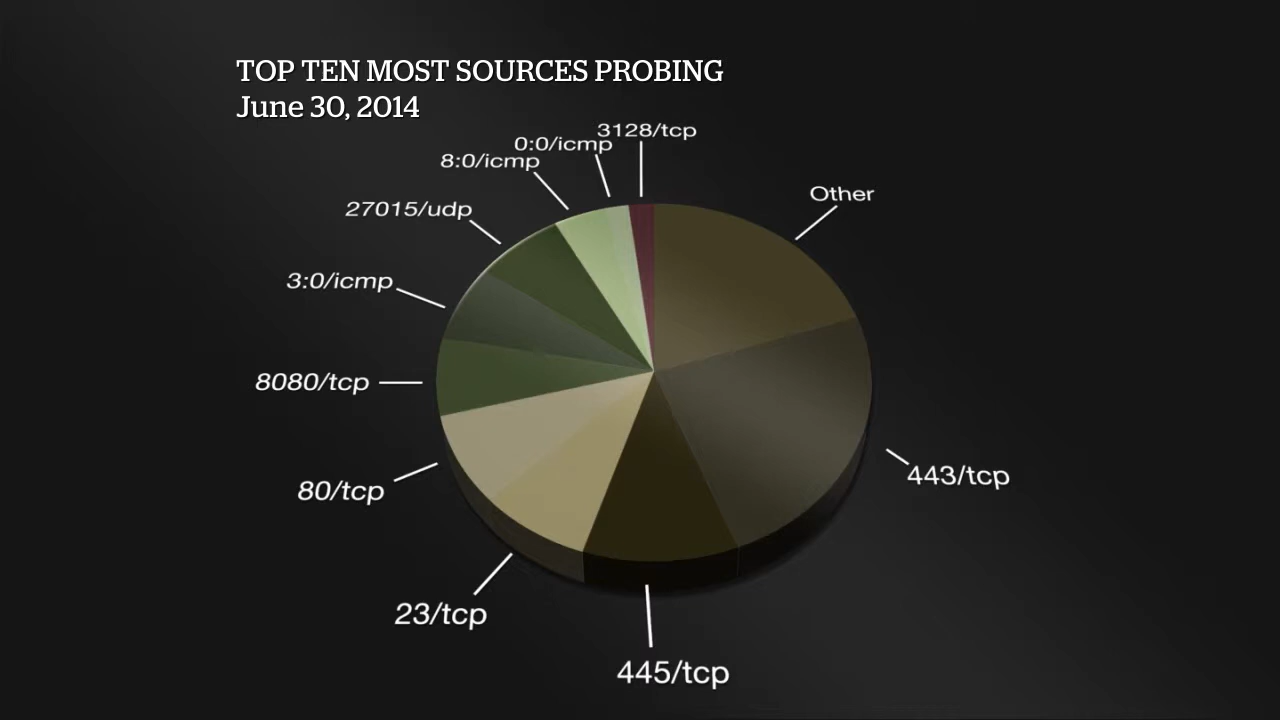 TOP TEN MOST SOURCES PROBING
June 30, 2014
3128/tcp
0:0/icmp
8:0/icmp
Other
27015/udp
3:0/icmp
8080/tcp
443/tcp
80/tcp
23/tcp
445/tcp